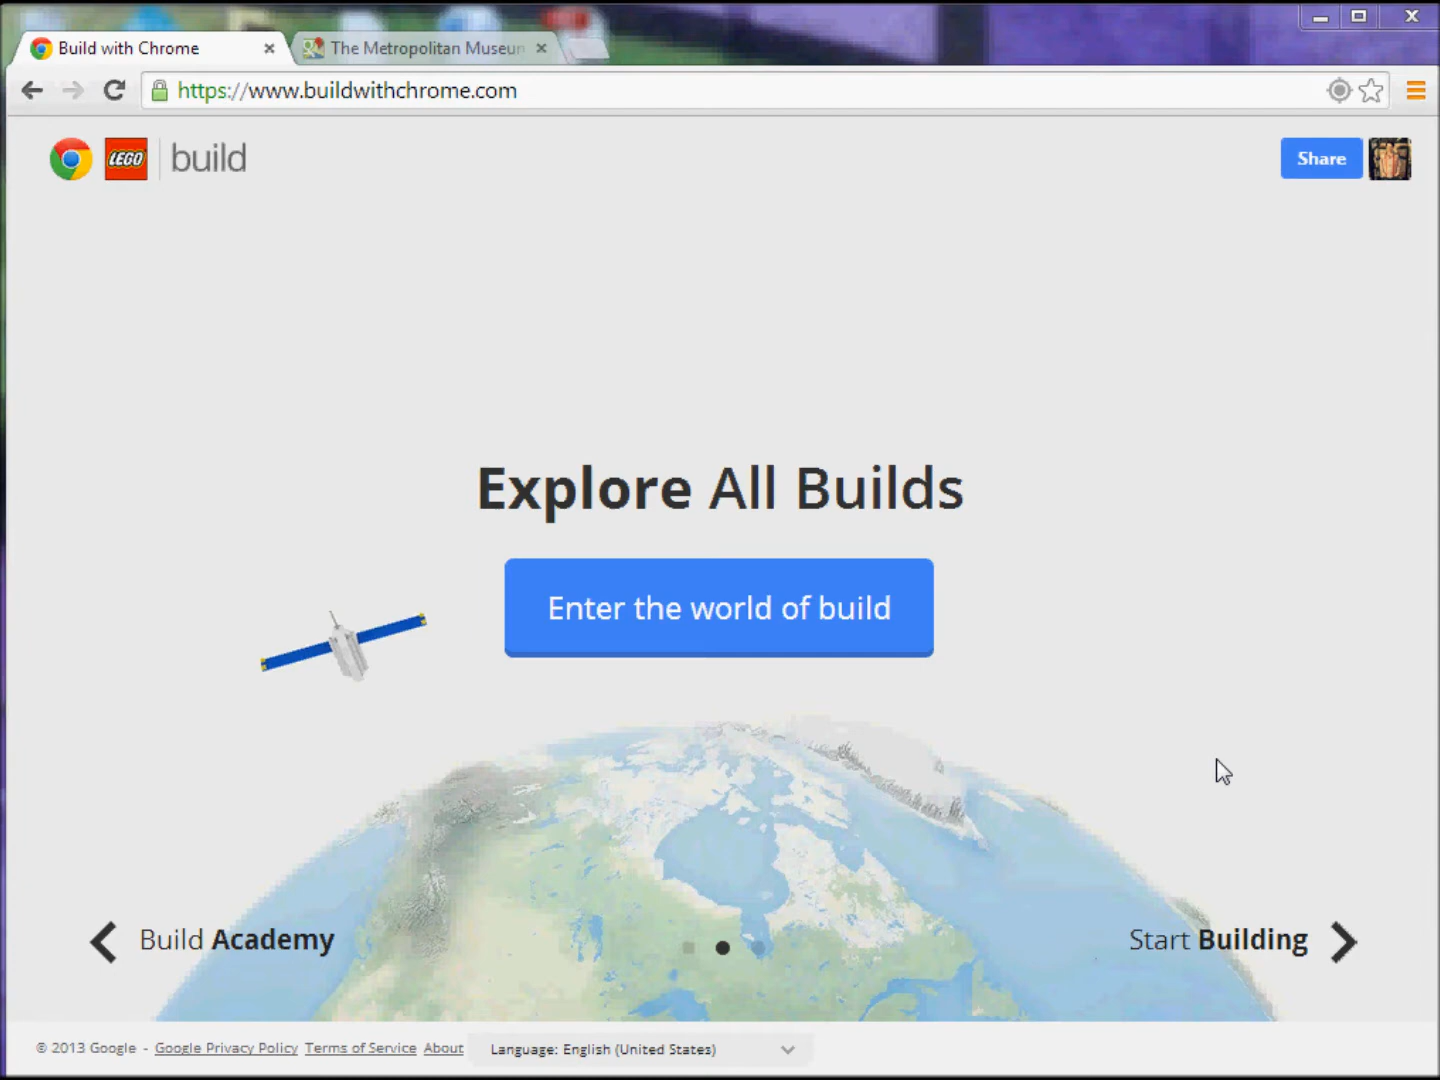 Build with Chrome
The Metropolitan Museun
https://www.buildwithchrome.com
LEGO
build
Share
Explore All Builds
Enter the world of build
Build Academy
Start Building
© 2013 Google - Google Privacy Policy Terms of Service About
Language: English (United States)